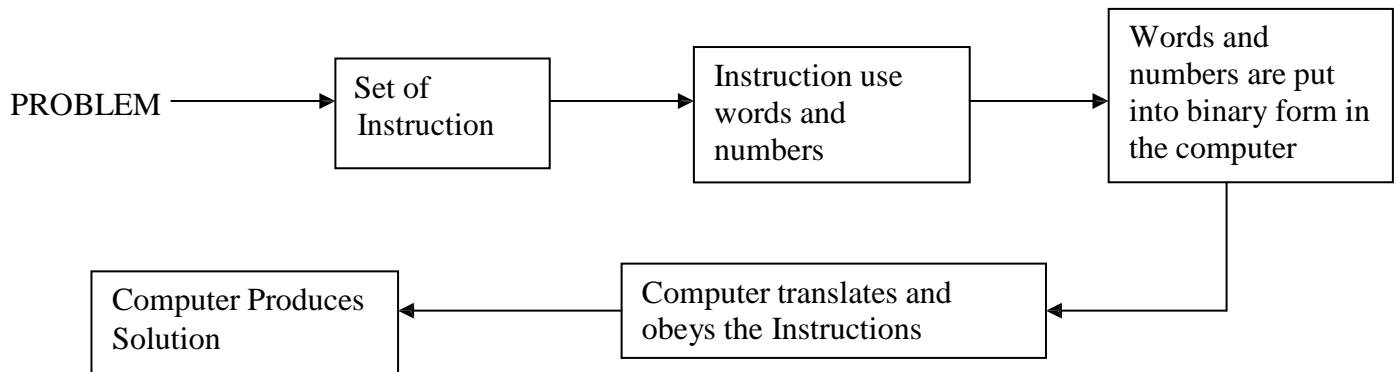 PROBLEM
Set of
Instruction
Instruction use
words and
numbers
Words and
numbers are put
into binary form in
the computer
Computer translates and
obeys the Instructions
Computer Produces
Solution